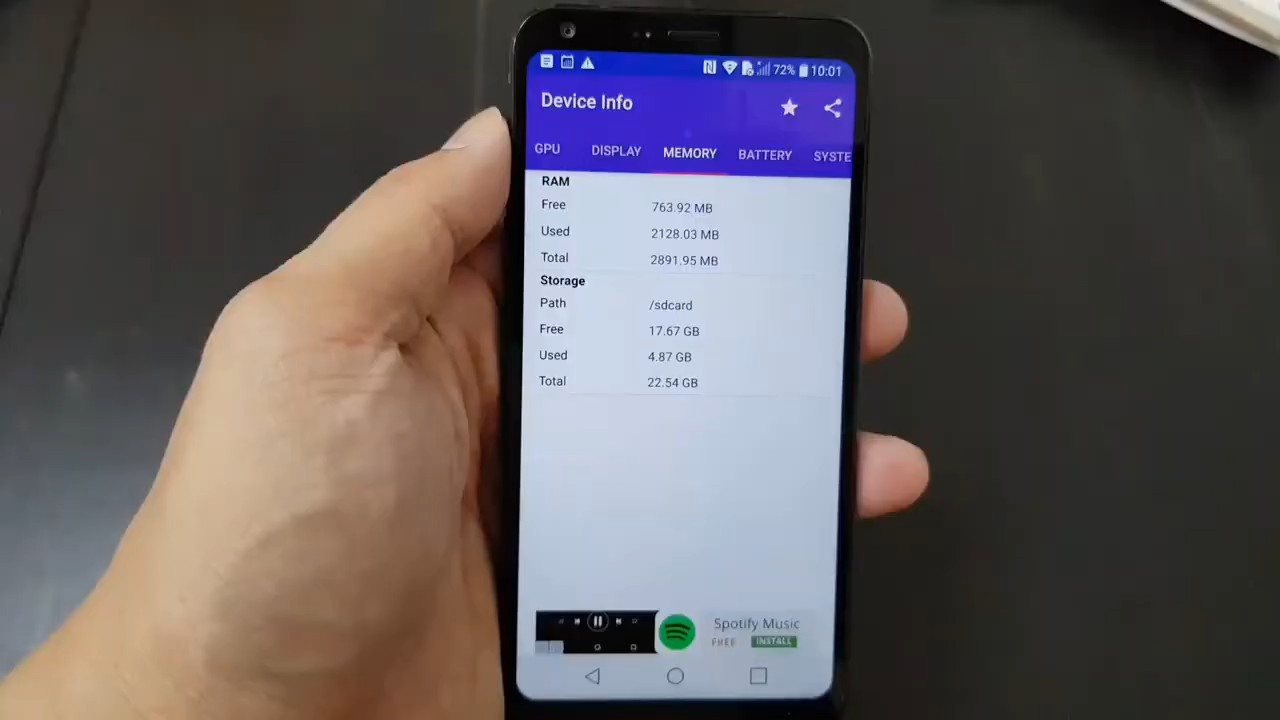 72% 10:01
Device Info
GPU DISPLAY MEMORY BATTERY SYSTE
RAM
Free 763.92 MB
Used 2128.03 MB
Total 2891.95 MB
Storage
Path /sdcard
Free 17.67 GB
Used 4.87 GB
Total 22.54 GB
Spotify Music
FREE INSTALL